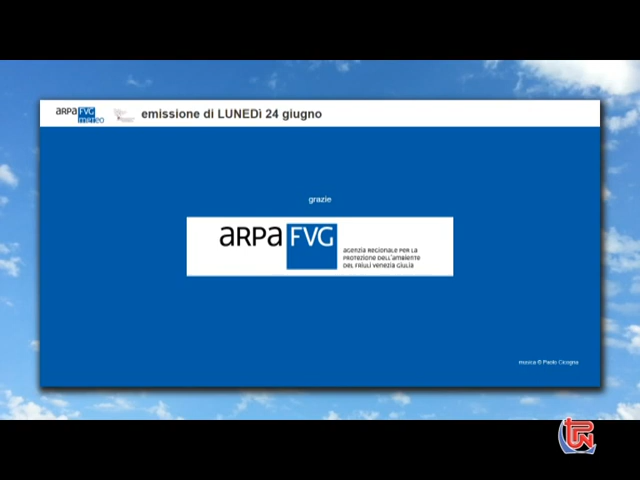 arpa FVG
meteo
emissione di LUNEDì 24 giugno
grazie
arpa FVG
agenzia regionale per la
protezione dell'ambiente
del friuli venezia giulia
musica © Paolo Cicogna
TPN